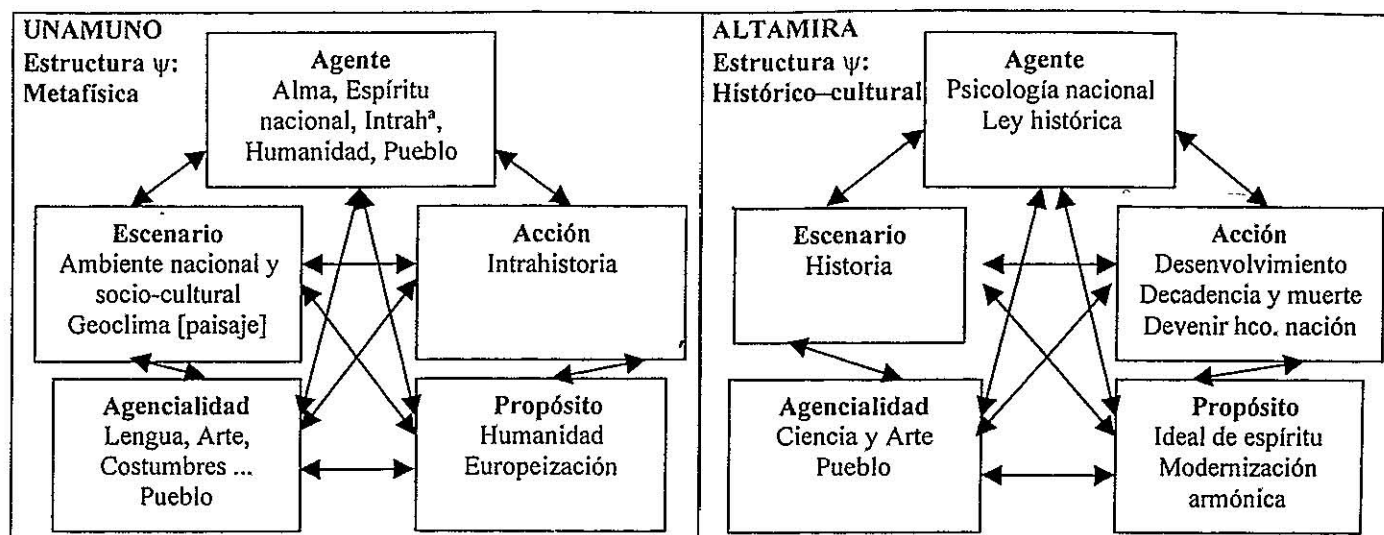 UNAMUNO
Estructura ψ:
Metafísica
Agente
Alma, Espíritu
nacional, Intrahª,
Humanidad, Pueblo
Escenario
Ambiente nacional y
socio-cultural
Geoclima [paisaje]
Acción
Intrahistoria
Agencialidad
Lengua, Arte,
Costumbres ...
Pueblo
Propósito
Humanidad
Europeización
ALTAMIRA
Estructura ψ:
Histórico–cultural
Agente
Psicología nacional
Ley histórica
Escenario
Historia
Acción
Desenvolvimiento
Decadencia y muerte
Devenir hco. nación
Agencialidad
Ciencia y Arte
Pueblo
Propósito
Ideal de espíritu
Modernización
armónica